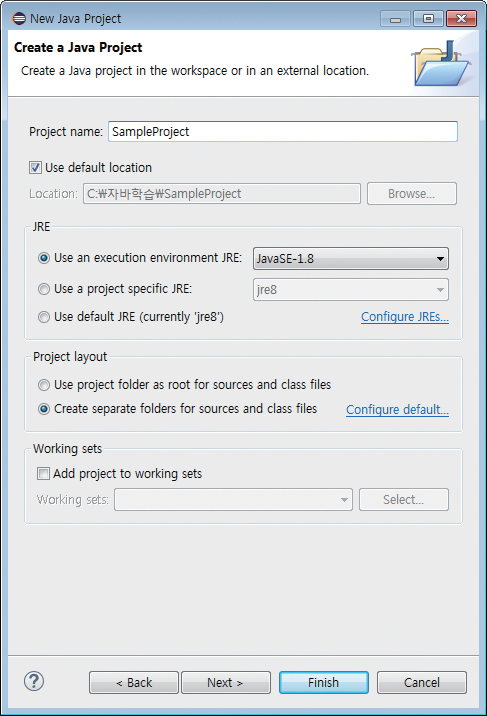 New Java Project
Create a Java Project
Create a Java project in the workspace or in an external location.
Project name: SampleProject
Use default location
Location: C:₩자바학습₩SampleProject Browse...
JRE
Use an execution environment JRE: JavaSE-1.8
Use a project specific JRE: jre8
Use default JRE (currently 'jre8') Configure JREs...
Project layout
Use project folder as root for sources and class files
Create separate folders for sources and class files Configure default...
Working sets
Add project to working sets
Working sets: Select...
? < Back Next > Finish Cancel